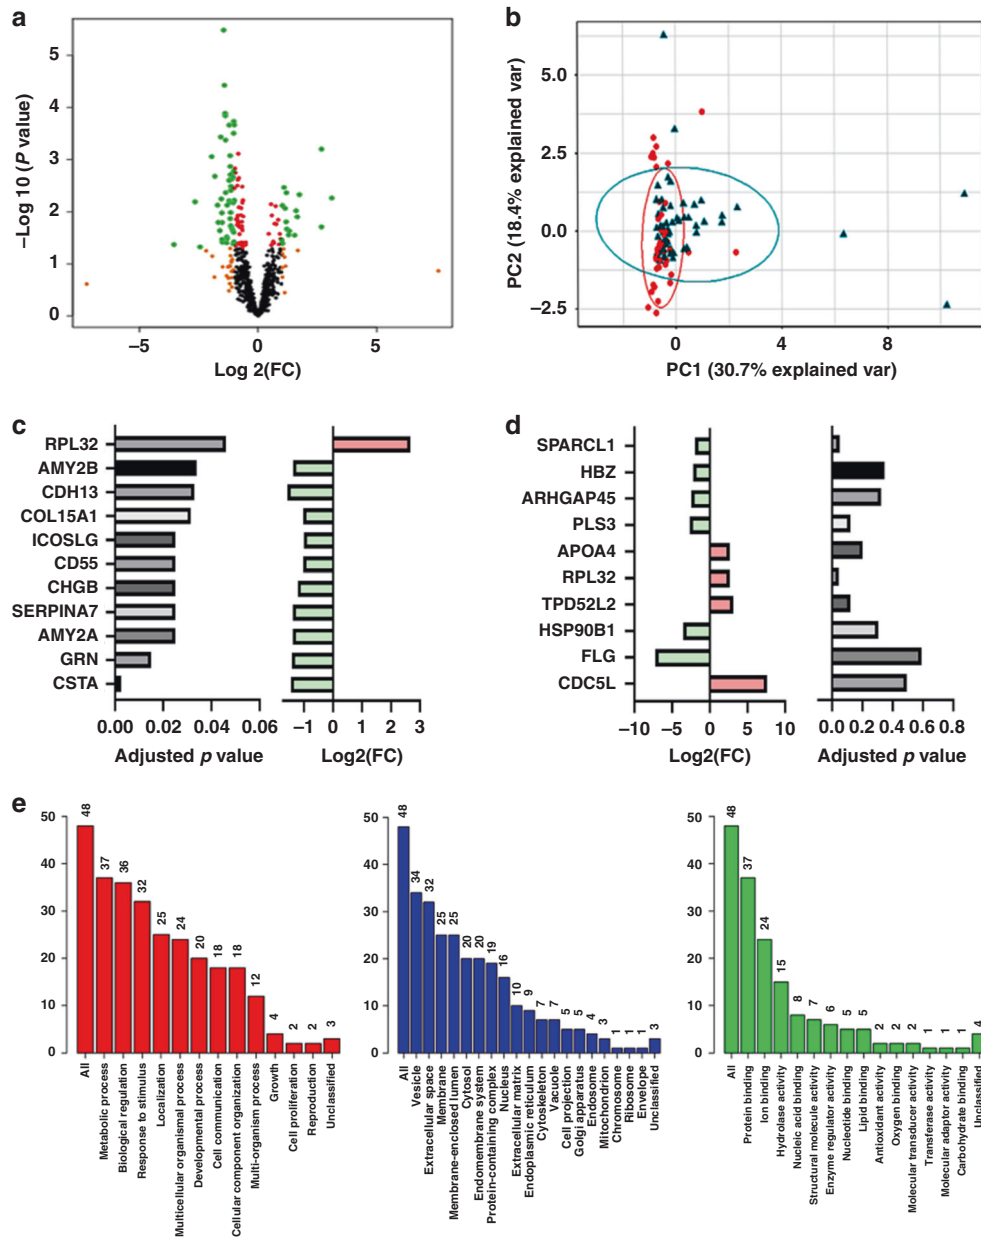 a
5
4
3
2
1
0
−Log 10 (P value)
−5
0
5
Log 2(FC)
b
5.0
2.5
0.0
−2.5
PC2 (18.4% explained var)
0
4
8
PC1 (30.7% explained var)
c
RPL32
AMY2B
CDH13
COL15A1
ICOSLG
CD55
CHGB
SERPINA7
AMY2A
GRN
CSTA
0.00 0.02 0.04 0.06
Adjusted p value
−1 0 1 2 3
Log2(FC)
d
SPARCL1
HBZ
ARHGAP45
PLS3
APOA4
RPL32
TPD52L2
HSP90B1
FLG
CDC5L
−10 −5 0 5 10
Log2(FC)
0.0 0.2 0.4 0.6 0.8
Adjusted p value
e
50
40
30
20
10
0
48
37
36
32
25
24
20
18
18
12
4
2
2
3
All
Metabolic process
Biological regulation
Response to stimulus
Localization
Multicellular organismal process
Developmental process
Cell communication
Cellular component organization
Multi-organism process
Growth
Cell proliferation
Reproduction
Unclassified
50
40
30
20
10
0
48
34
32
25
25
20
20
19
16
10
9
7
7
5
5
4
3
1
1
1
3
All
Vesicle
Extracellular space
Membrane
Membrane-enclosed lumen
Cytosol
Endomembrane system
Protein-containing complex
Nucleus
Extracellular matrix
Endoplasmic reticulum
Cytoskeleton
Vacuole
Cell projection
Golgi apparatus
Endosome
Mitochondrion
Chromosome
Ribosome
Envelope
Unclassified
50
40
30
20
10
0
48
37
24
15
8
7
6
5
5
2
2
2
1
1
1
4
All
Protein binding
Ion binding
Hydrolase activity
Nucleic acid binding
Structural molecule activity
Enzyme regulator activity
Nucleotide binding
Lipid binding
Antioxidant activity
Oxygen binding
Molecular transducer activity
Transferase activity
Molecular adaptor activity
Carbohydrate binding
Unclassified